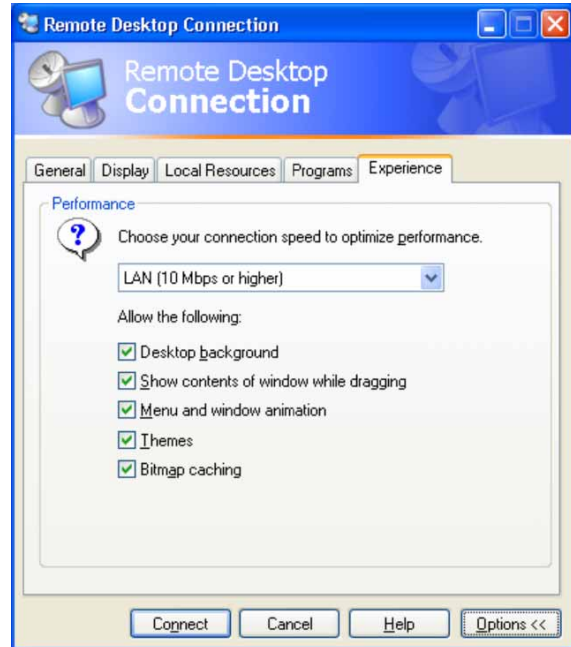 Remote Desktop Connection
Remote Desktop
Connection
General Display Local Resources Programs Experience
Performance
Choose your connection speed to optimize performance.
LAN (10 Mbps or higher)
Allow the following:
Desktop background
Show contents of window while dragging
Menu and window animation
Themes
Bitmap caching
Connect Cancel Help Options <<